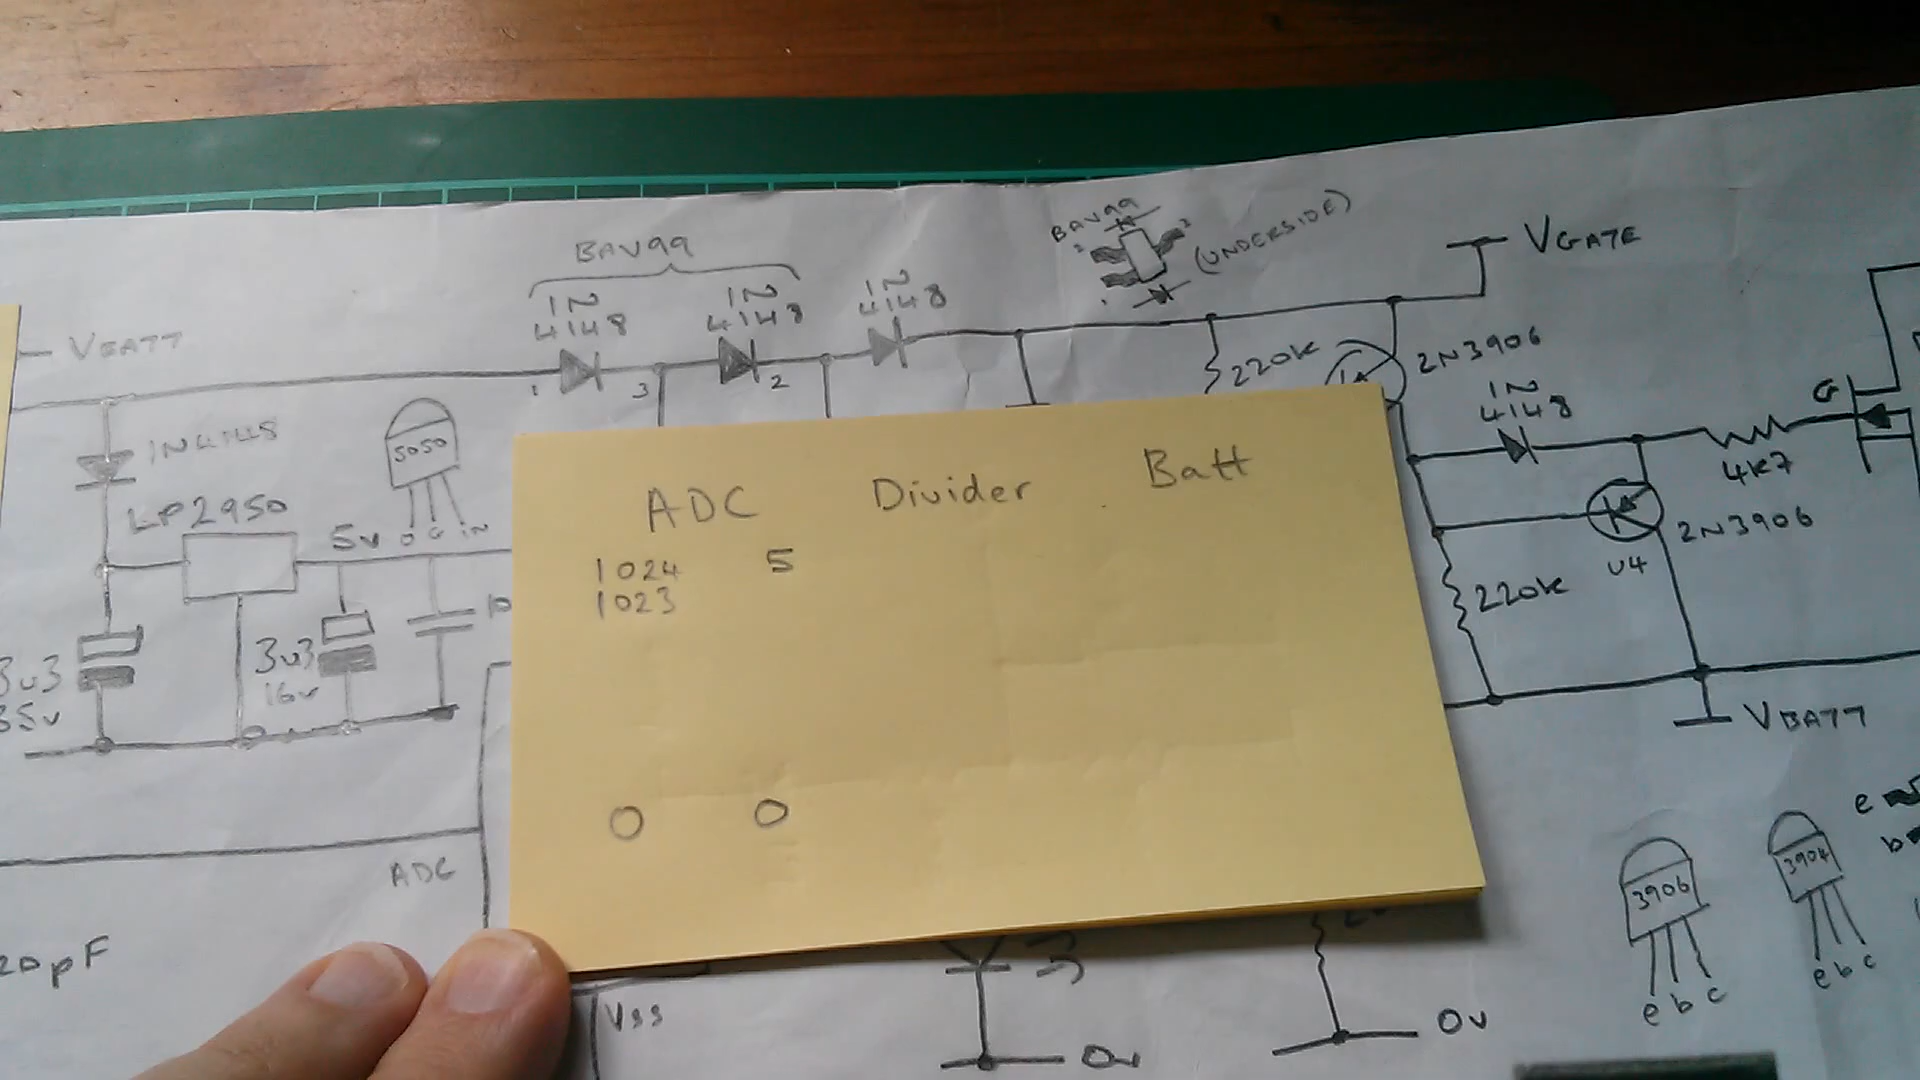 BAV99
1N
4148
1N
4148
1N
4148
BAV99
(UNDERSIDE)
VGATE
VBATT
1
3
2
220k
2N3906
1N4148
5050
O G IN
LP2950
5v
1N
4148
4k7
G
2N3906
U4
220k
VBATT
3u3
35v
3u3
16v
10
ADC Divider Batt
1024 5
1023
0 0
ADC
20pF
Vss
0v
0v
3906
e b c
3904
e b c
e
b